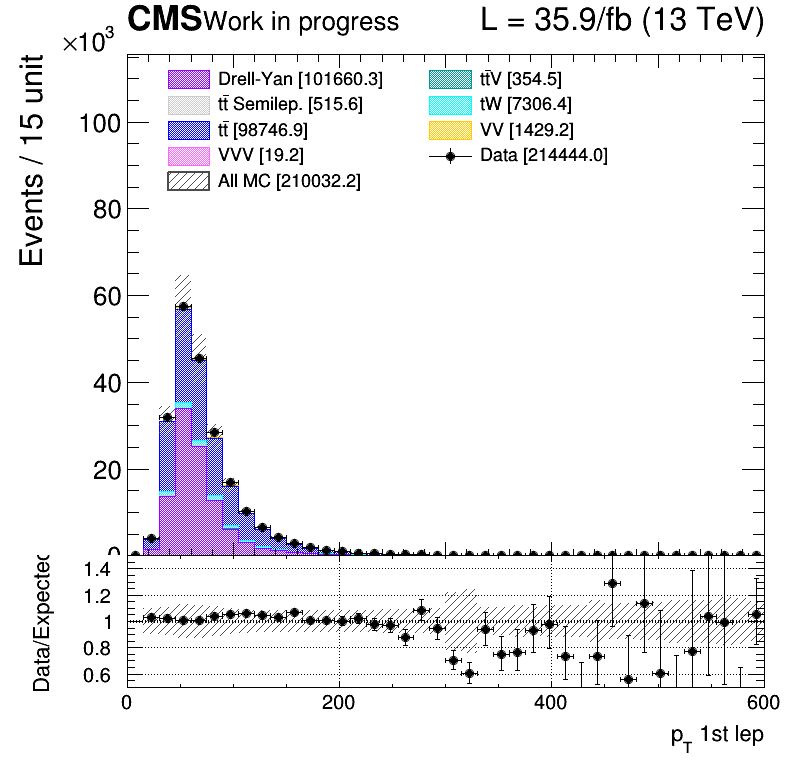 CMS Work in progress L = 35.9/fb (13 TeV)
×10³
Events / 15 unit
Drell-Yan [101660.3]
tt̄ Semilep. [515.6]
tt̄ [98746.9]
VVV [19.2]
All MC [210032.2]
tt̄V [354.5]
tW [7306.4]
VV [1429.2]
Data [214444.0]
100
80
60
40
20
0
Data/Expected
1.4
1.2
1
0.8
0.6
0 200 400 600
p_T 1st lep